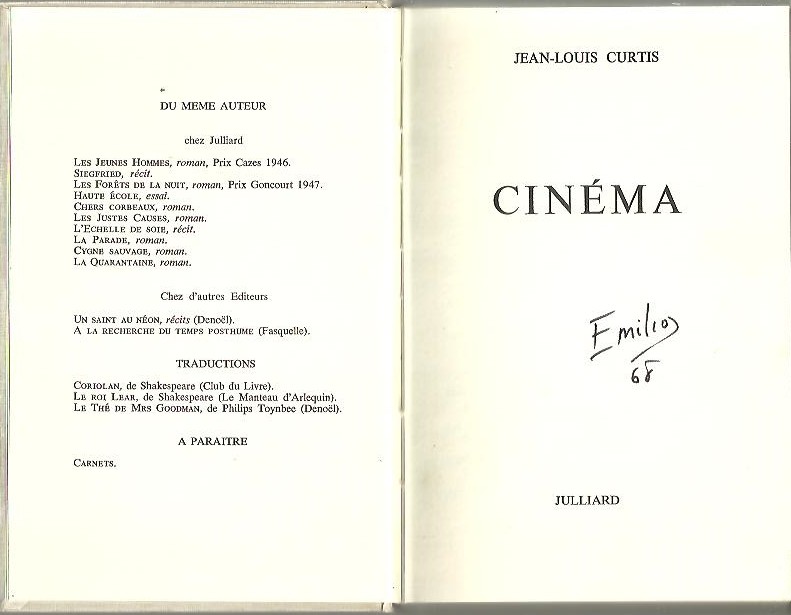 DU MEME AUTEUR
chez Julliard
LES JEUNES HOMMES, roman, Prix Cazes 1946.
SIEGFRIED, récit.
LES FORÊTS DE LA NUIT, roman, Prix Goncourt 1947.
HAUTE ÉCOLE, essai.
CHERS CORBEAUX, roman.
LES JUSTES CAUSES, roman.
L'ECHELLE DE SOIE, récit.
LA PARADE, roman.
CYGNE SAUVAGE, roman.
LA QUARANTAINE, roman.
Chez d'autres Editeurs
UN SAINT AU NÉON, récits (Denoël).
A LA RECHERCHE DU TEMPS POSTHUME (Fasquelle).
TRADUCTIONS
CORIOLAN, de Shakespeare (Club du Livre).
LE ROI LEAR, de Shakespeare (Le Manteau d'Arlequin).
LE THÉ DE MRS GOODMAN, de Philips Toynbee (Denoël).
A PARAITRE
CARNETS.
JEAN-LOUIS CURTIS
CINÉMA
Emilio
68
JULLIARD